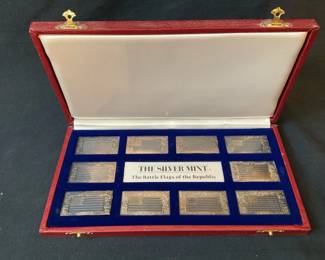 THE SILVER MINT
The Battle Flags of the Republic